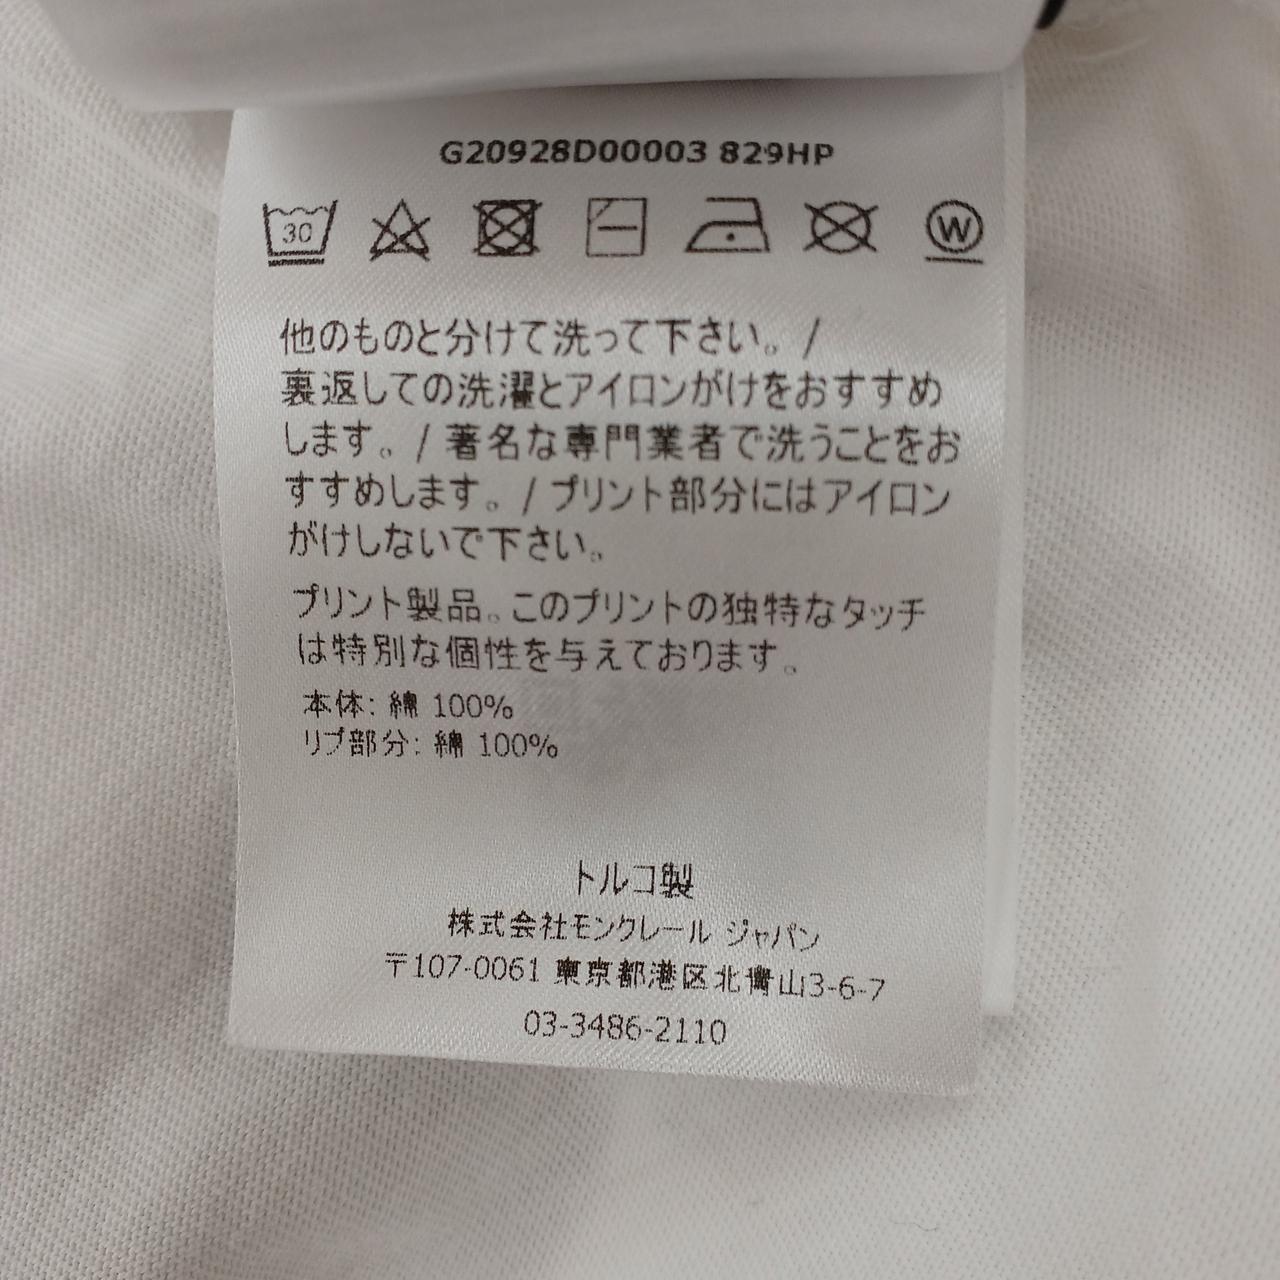 G20928D00003 829HP
30
W
他のものと分けて洗って下さい。/
裏返しての洗濯とアイロンがけをおすすめ
します。/ 著名な専門業者で洗うことをお
すすめします。/ プリント部分にはアイロン
がけしないで下さい。
プリント製品。このプリントの独特なタッチ
は特別な個性を与えております。
本体: 綿 100%
リブ部分: 綿 100%
トルコ製
株式会社モンクレール ジャパン
〒107-0061 東京都港区北青山3-6-7
03-3486-2110